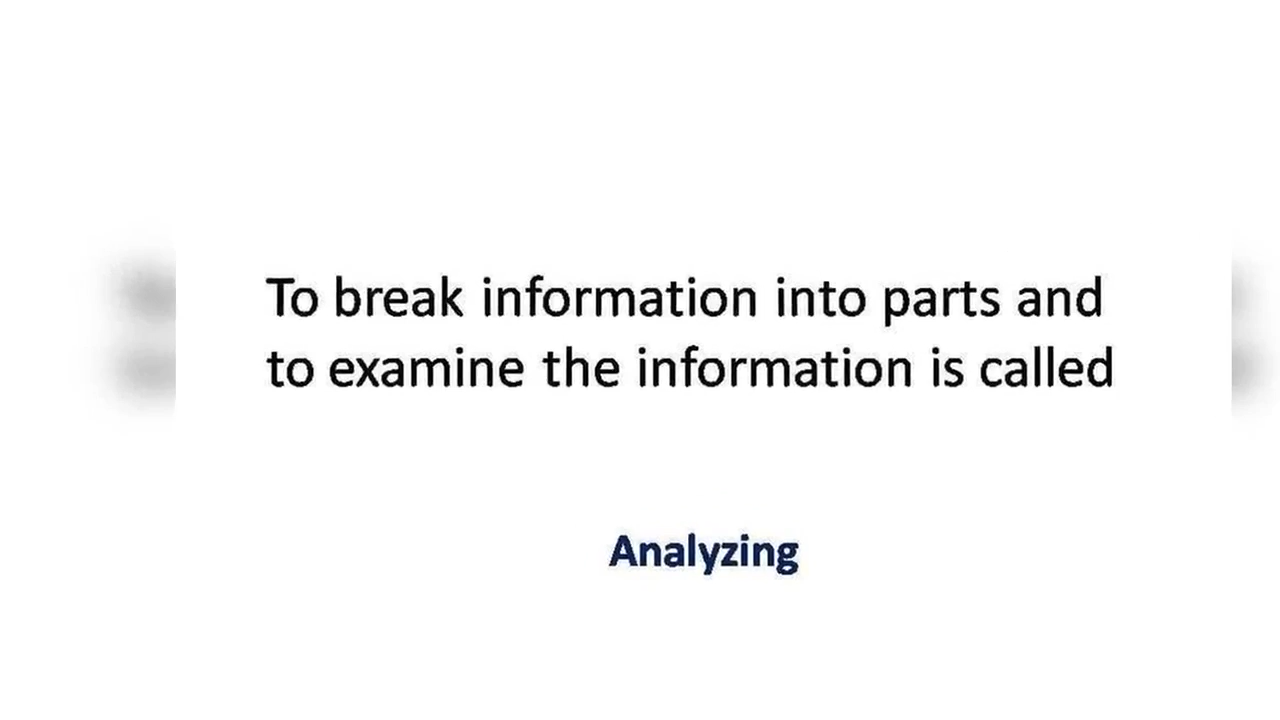 To break information into parts and
to examine the information is called
Analyzing